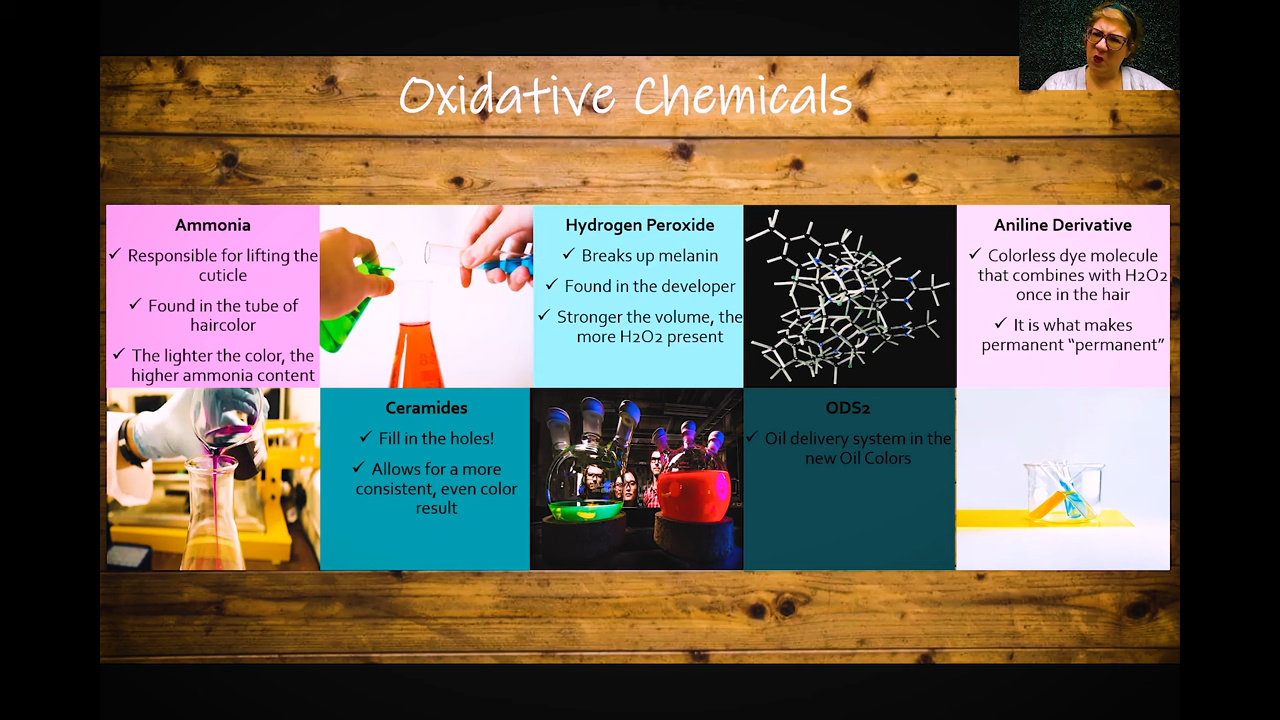 Oxidative Chemicals
Ammonia
✓ Responsible for lifting the
cuticle
✓ Found in the tube of
haircolor
✓ The lighter the color, the
higher ammonia content
Hydrogen Peroxide
✓ Breaks up melanin
✓ Found in the developer
✓ Stronger the volume, the
more H2O2 present
Aniline Derivative
✓ Colorless dye molecule
that combines with H2O2
once in the hair
✓ It is what makes
permanent “permanent”
Ceramides
✓ Fill in the holes!
✓ Allows for a more
consistent, even color
result
ODS2
✓ Oil delivery system in the
new Oil Colors